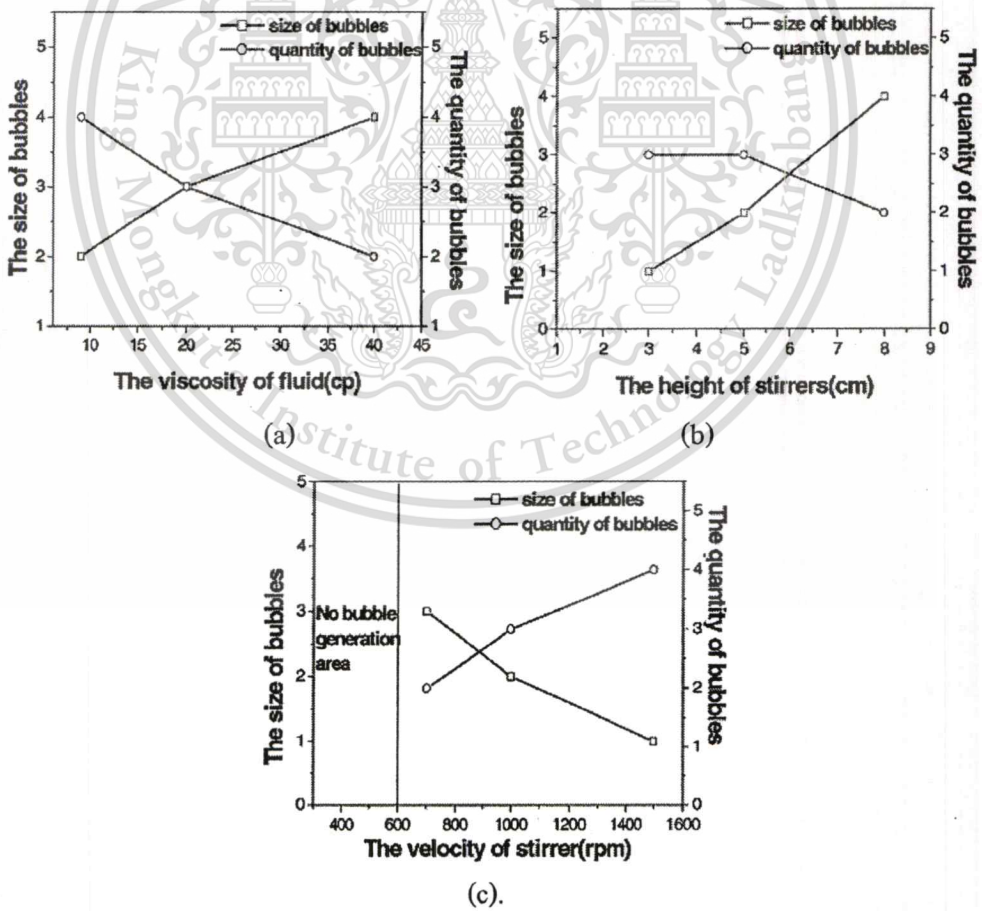 size of bubbles
quantity of bubbles
The size of bubbles
5
4
3
2
1
The quantity of bubbles
5
4
3
2
1
10 15 20 25 30 35 40 45
The viscosity of fluid(cp)
(a)
size of bubbles
quantity of bubbles
The size of bubbles
5
4
3
2
1
0
The quantity of bubbles
5
4
3
2
1
0
1 2 3 4 5 6 7 8 9
The height of stirrers(cm)
(b)
King Mongkut's Institute of Technology Ladkrabang
size of bubbles
quantity of bubbles
The size of bubbles
5
4
3
2
1
0
No bubble
generation
area
The quantity of bubbles
5
4
3
2
1
0
400 600 800 1000 1200 1400 1600
The velocity of stirrer(rpm)
(c).